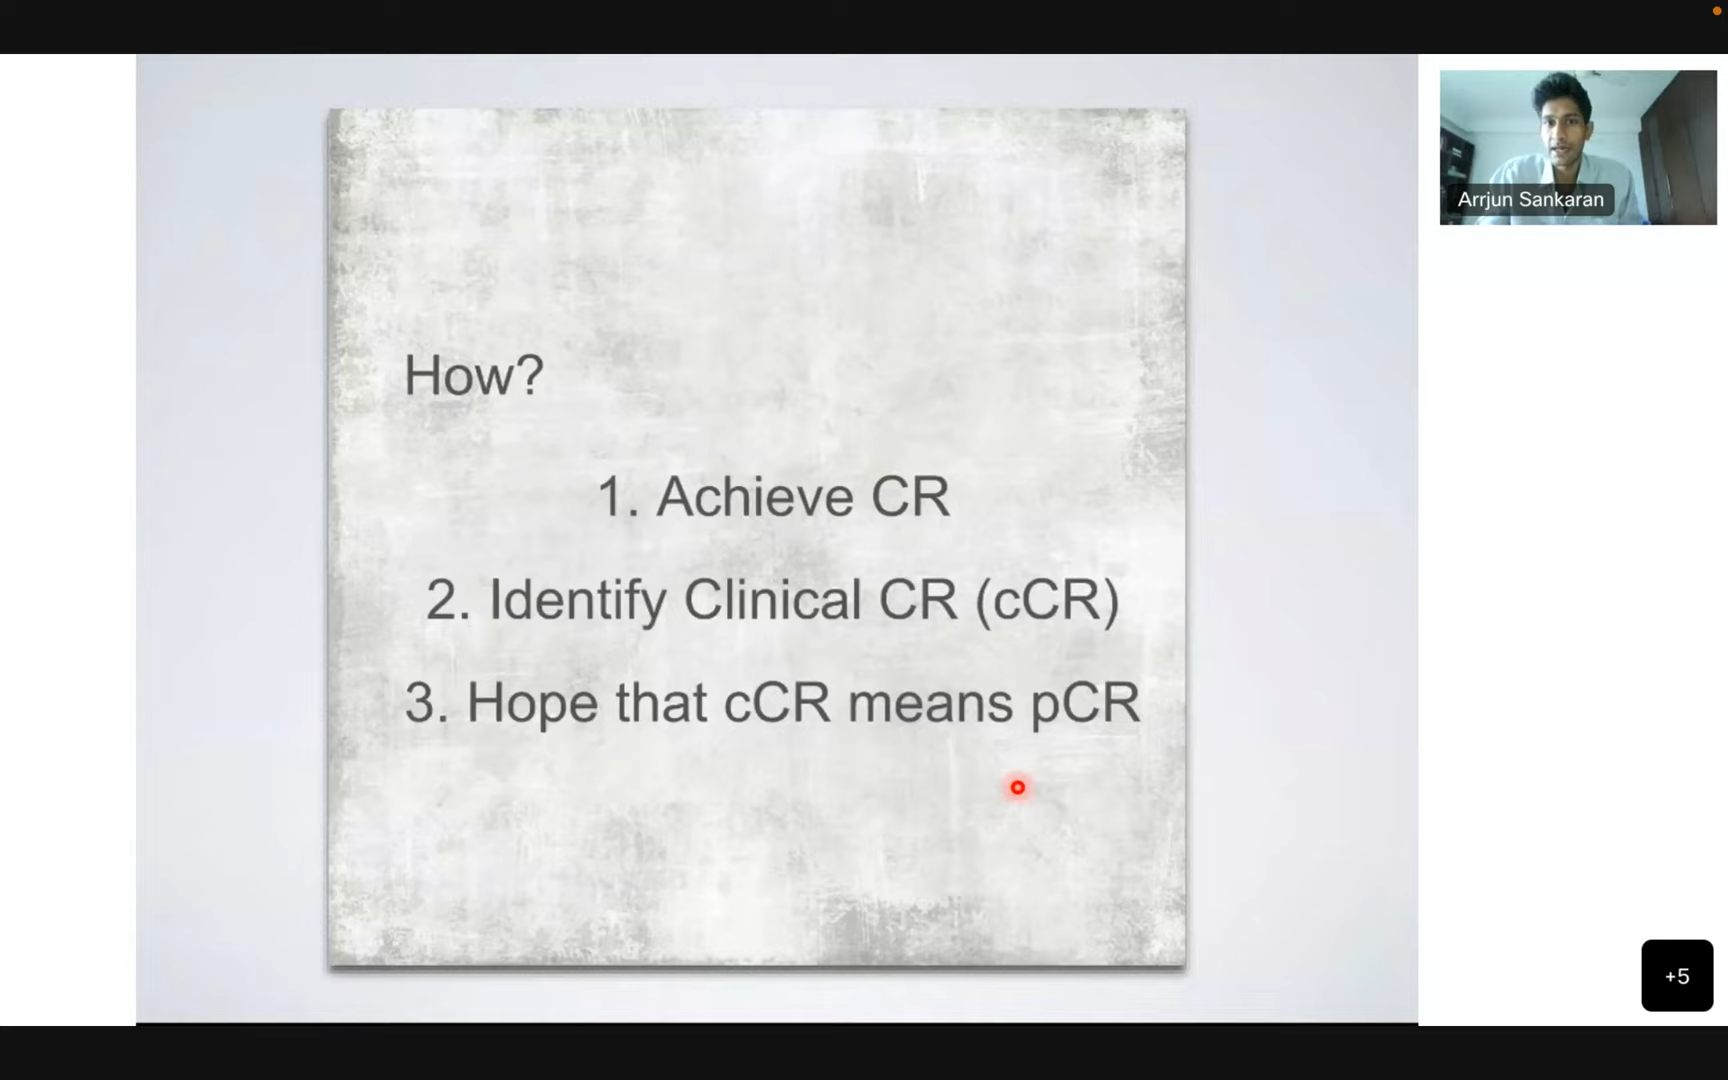 How?
1. Achieve CR
2. Identify Clinical CR (cCR)
3. Hope that cCR means pCR
Arrjun Sankaran
+5